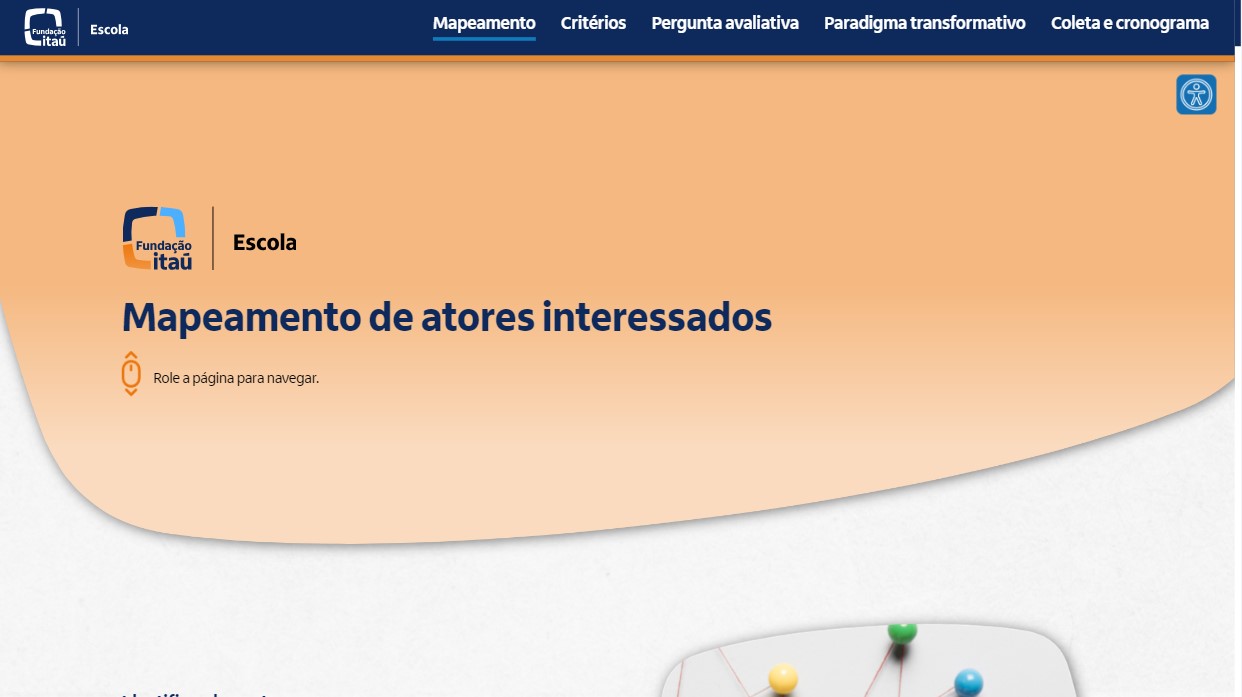 Fundação
itaú
Escola
Mapeamento
Critérios
Pergunta avaliativa
Paradigma transformativo
Coleta e cronograma
Fundação
itaú
Escola
Mapeamento de atores interessados
Role a página para navegar.